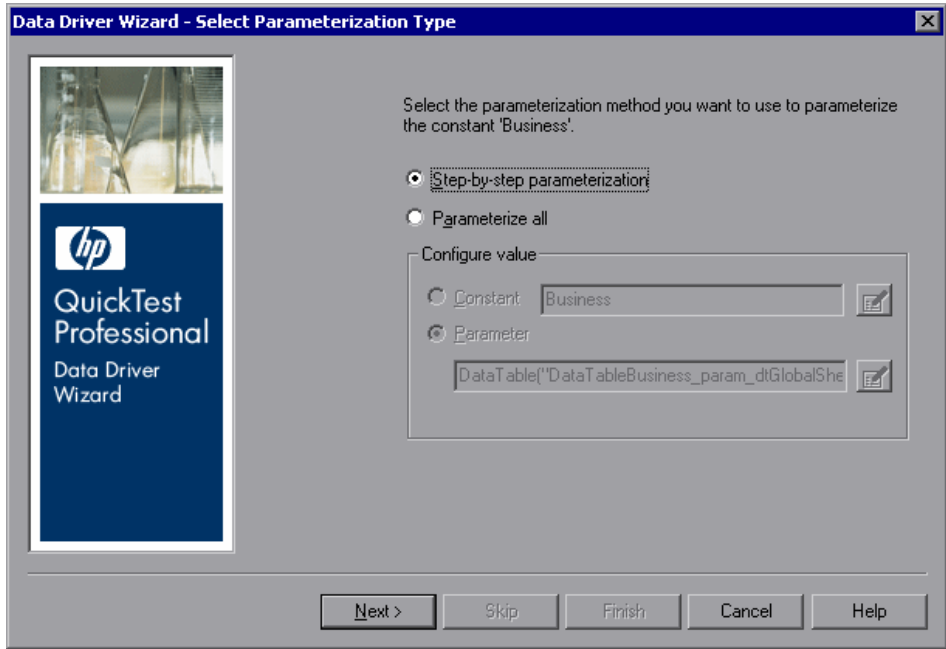 Data Driver Wizard - Select Parameterization Type
Select the parameterization method you want to use to parameterize
the constant 'Business'.
Step-by-step parameterization
Parameterize all
hp
QuickTest
Professional
Data Driver
Wizard
Configure value
Constant Business
Parameter
DataTable("DataTableBusiness_param_dtGlobalShe
Next >
Skip
Finish
Cancel
Help